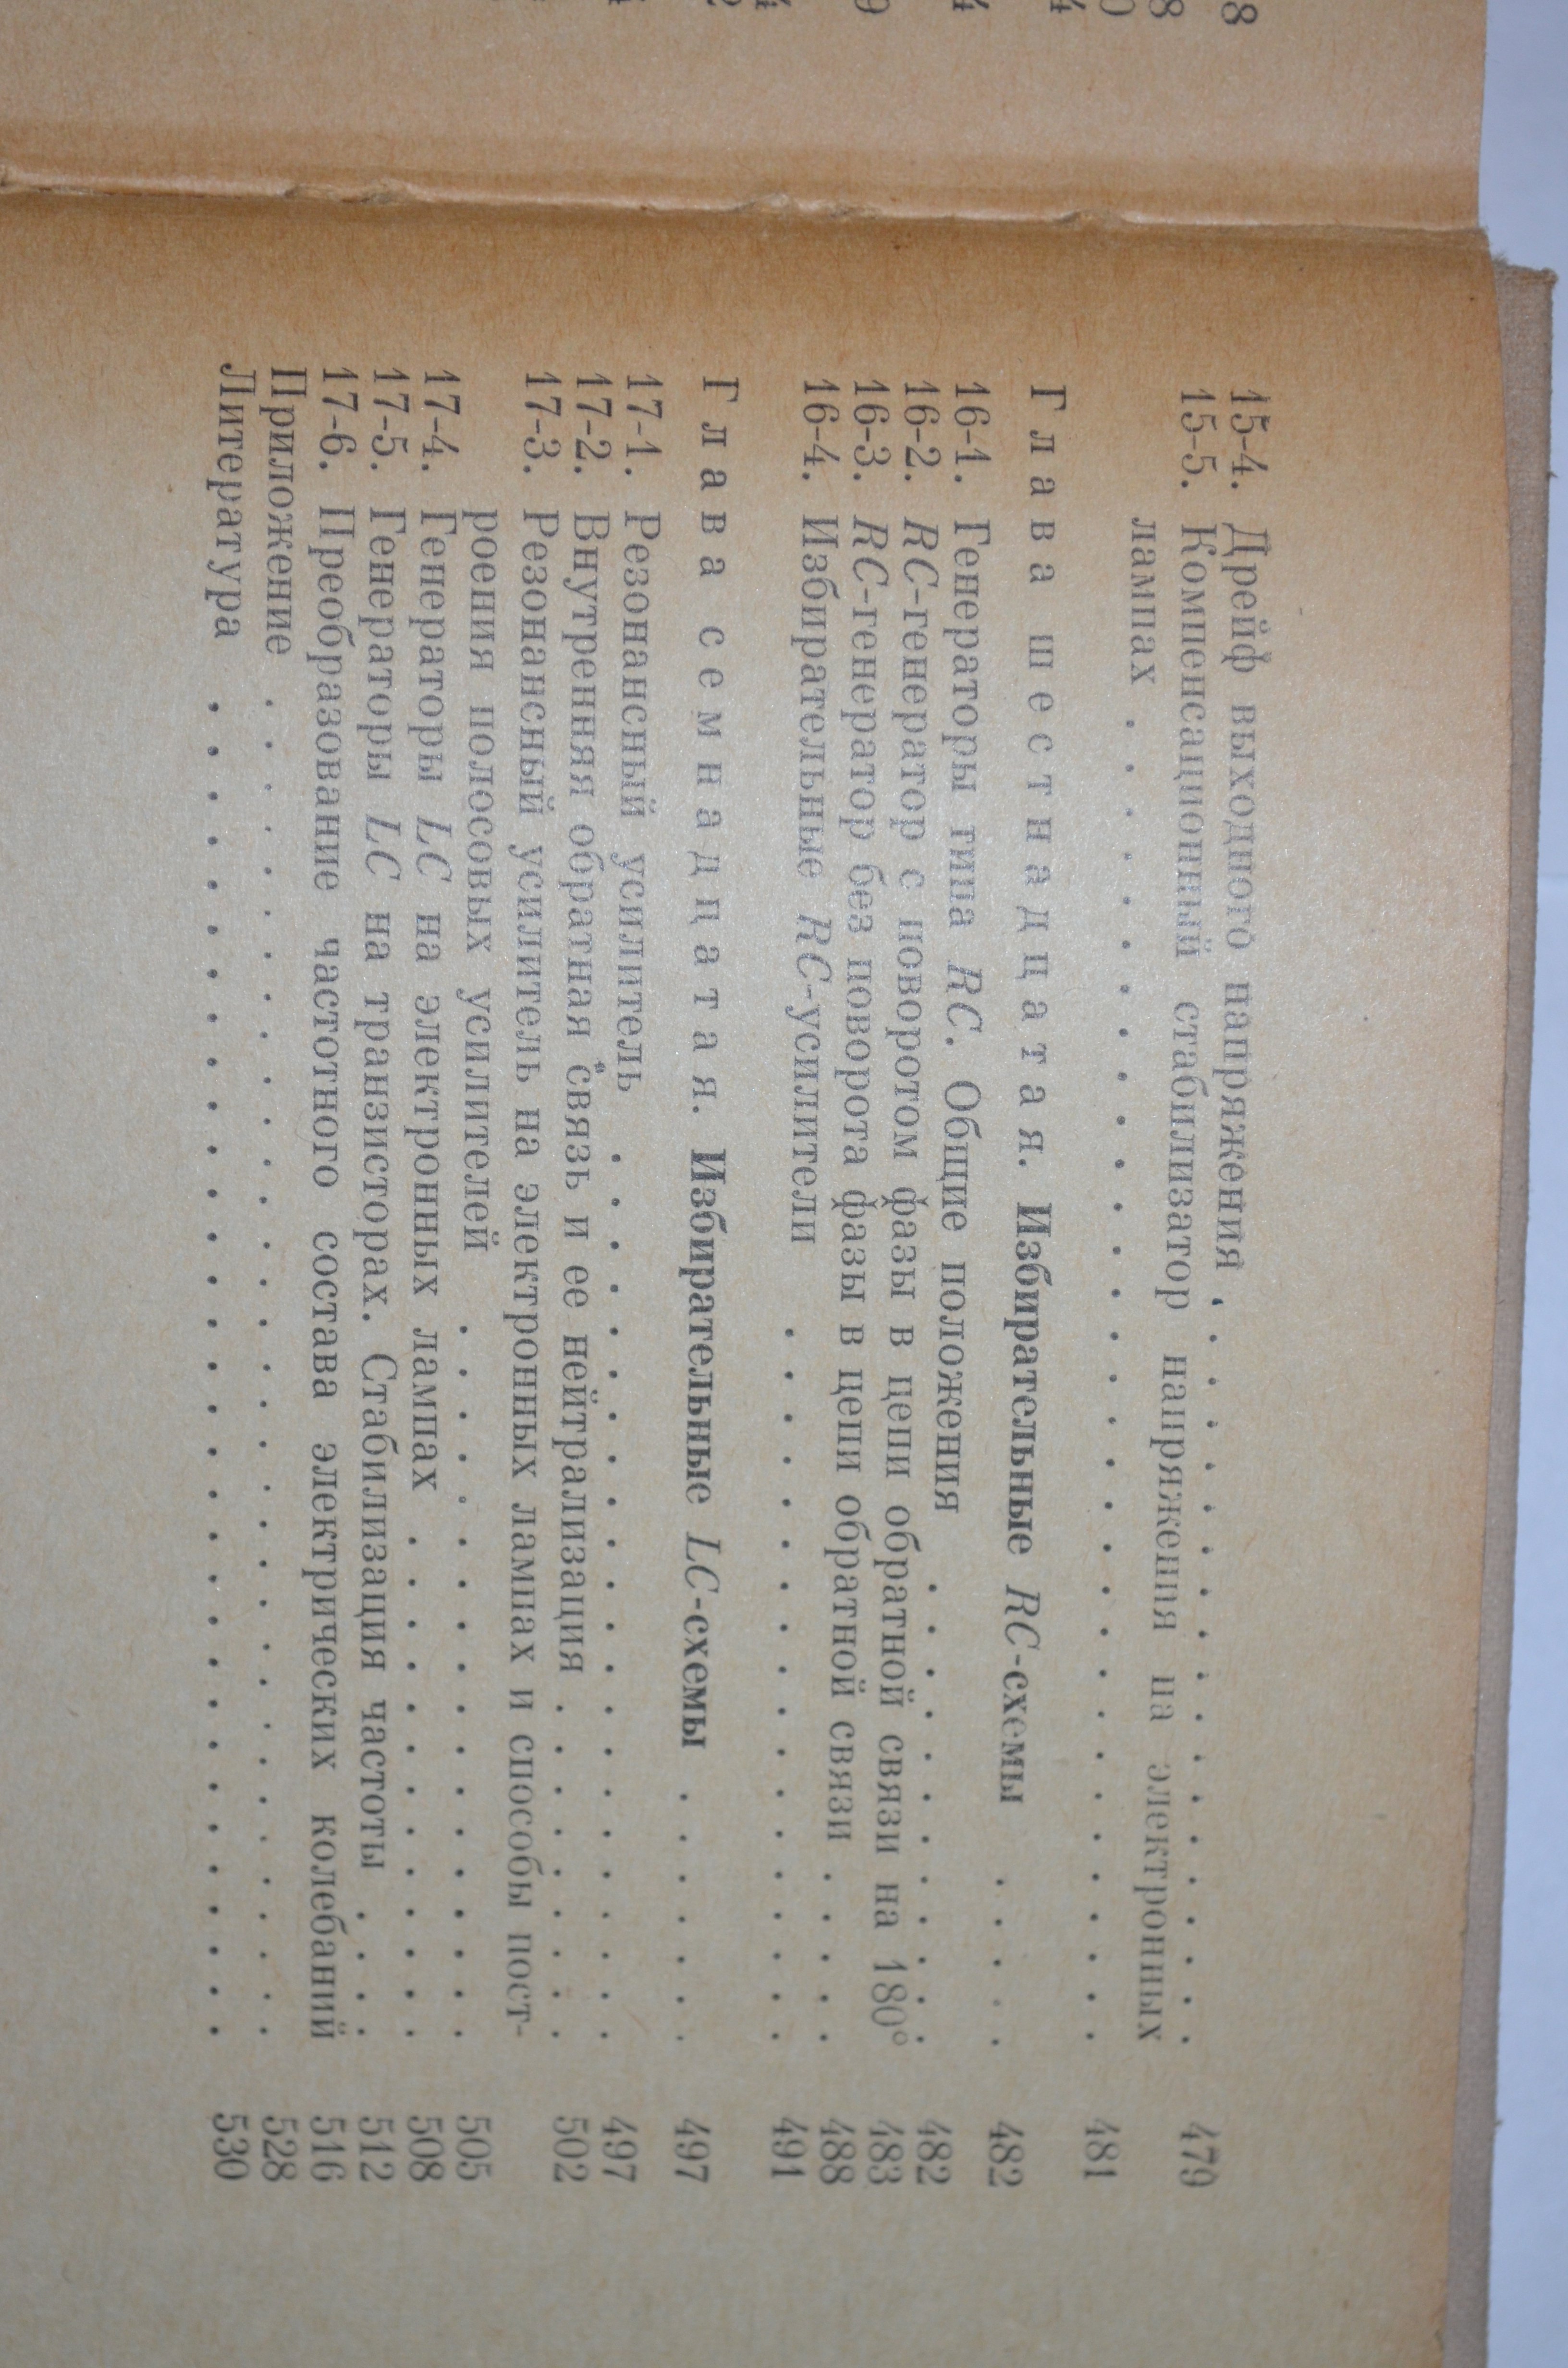 15-4. Дрейф выходного напряжения . . . . . . . . . . . 479
15-5. Компенсационный стабилизатор напряжения на электронных
лампах . . . . . . . . . . . . . . . . . . . 481
Глава шестнадцатая. Избирательные RC-схемы . . . . . 482
16-1. Генераторы типа RC. Общие положения . . . . . . . . 482
16-2. RC-генератор с поворотом фазы в цепи обратной связи на 180° 483
16-3. RC-генератор без поворота фазы в цепи обратной связи . . . . 488
16-4. Избирательные RC-усилители . . . . . . . . . . . . 491
Глава семнадцатая. Избирательные LC-схемы . . . . . . 497
17-1. Резонансный усилитель . . . . . . . . . . . . . 497
17-2. Внутренняя обратная связь и ее нейтрализация . . . . . . 502
17-3. Резонансный усилитель на электронных лампах и способы пост-
роения полосовых усилителей . . . . . . . . . . . 505
17-4. Генераторы LC на электронных лампах . . . . . . . . 508
17-5. Генераторы LC на транзисторах. Стабилизация частоты . . . . 512
17-6. Преобразование частотного состава электрических колебаний 516
Приложение . . . . . . . . . . . . . . . . . . . 528
Литература . . . . . . . . . . . . . . . . . . . 530